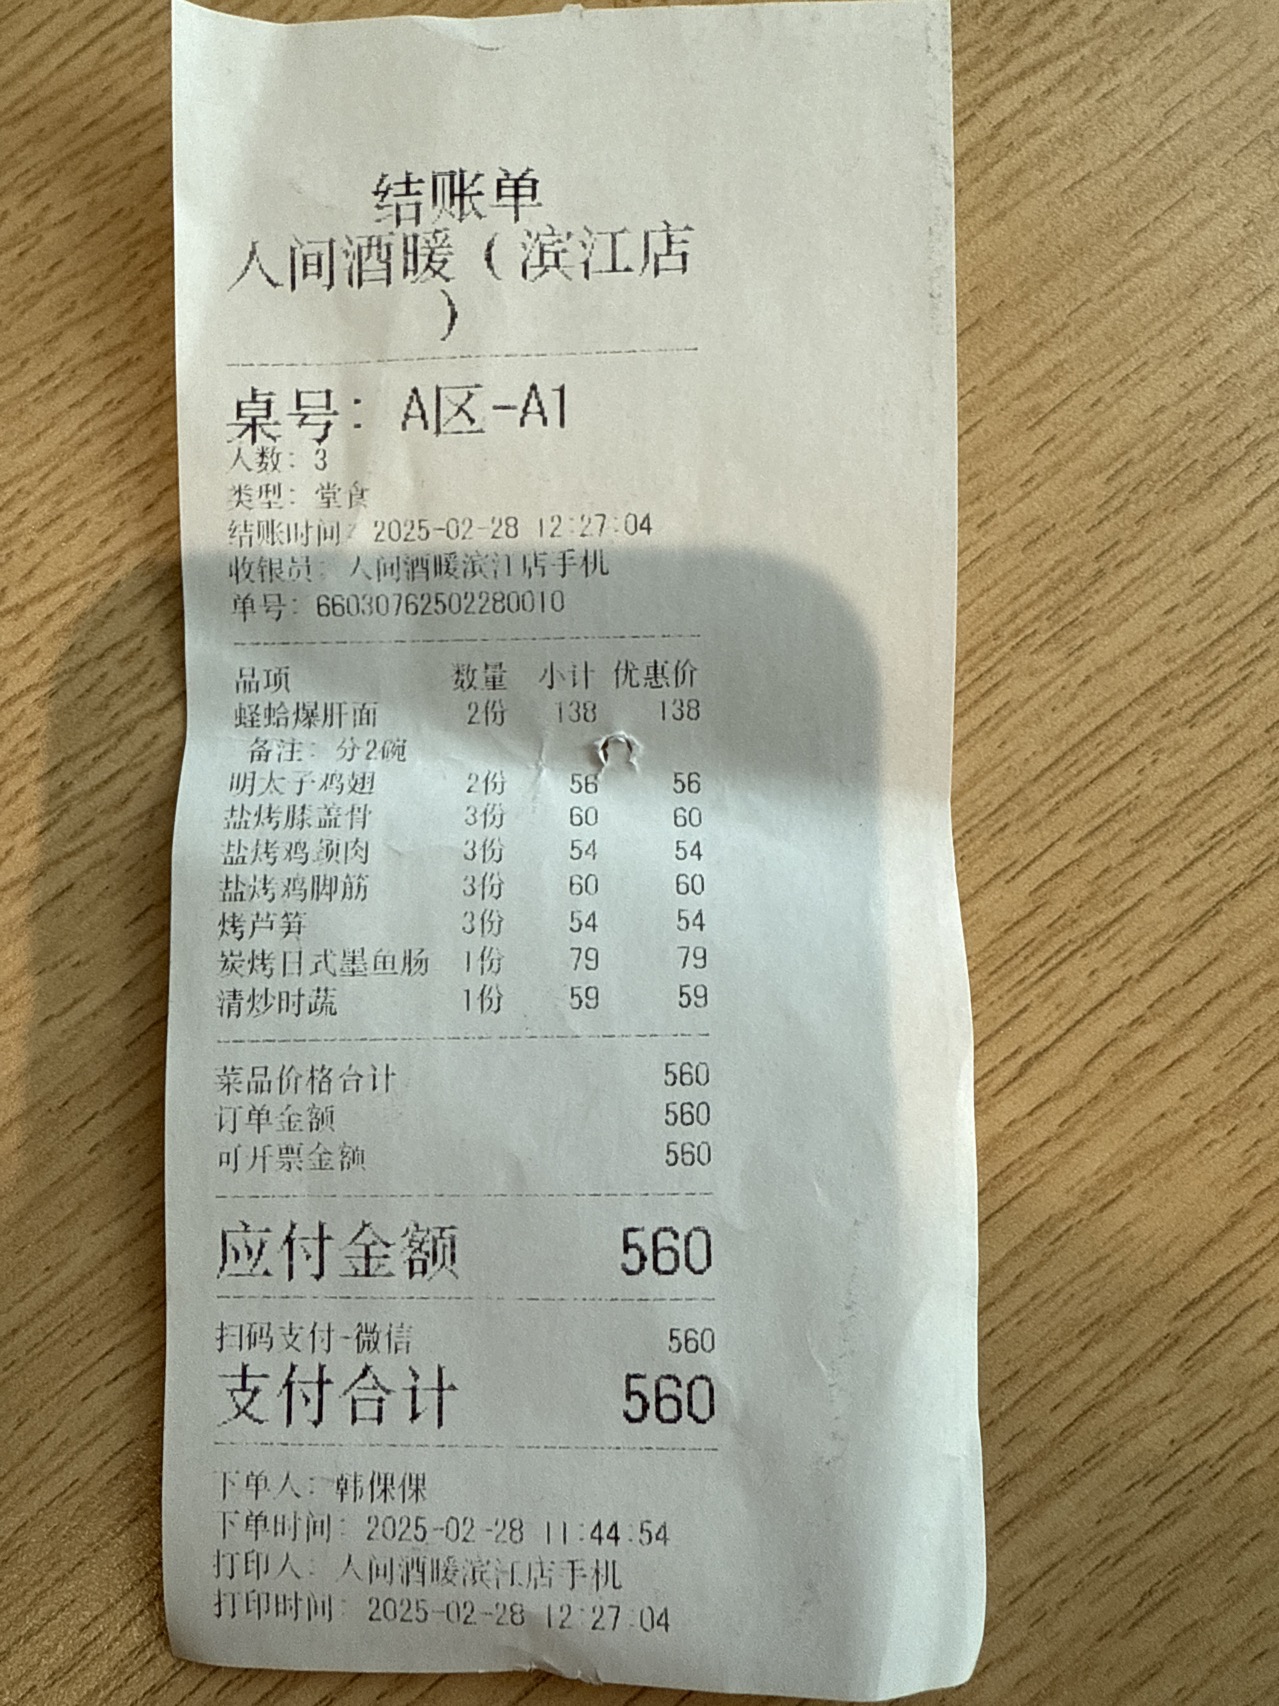 结账单
人间酒暖（滨江店
）
桌号：A区-A1
人数：3
类型：堂食
结账时间：2025-02-28 12:27:04
收银员：人间酒暖滨江店手机
单号：66030762502280010
品项 数量 小计 优惠价
蛏蛤爆肝面 2份 138 138
备注：分2碗
明太子鸡翅 2份 56 56
盐烤膝盖骨 3份 60 60
盐烤鸡颈肉 3份 54 54
盐烤鸡脚筋 3份 60 60
烤芦笋 3份 54 54
炭烤日式墨鱼肠 1份 79 79
清炒时蔬 1份 59 59
菜品价格合计 560
订单金额 560
可开票金额 560
应付金额 560
扫码支付-微信 560
支付合计 560
下单人：韩倮倮
下单时间：2025-02-28 11:44:54
打印人：人间酒暖滨江店手机
打印时间：2025-02-28 12:27:04